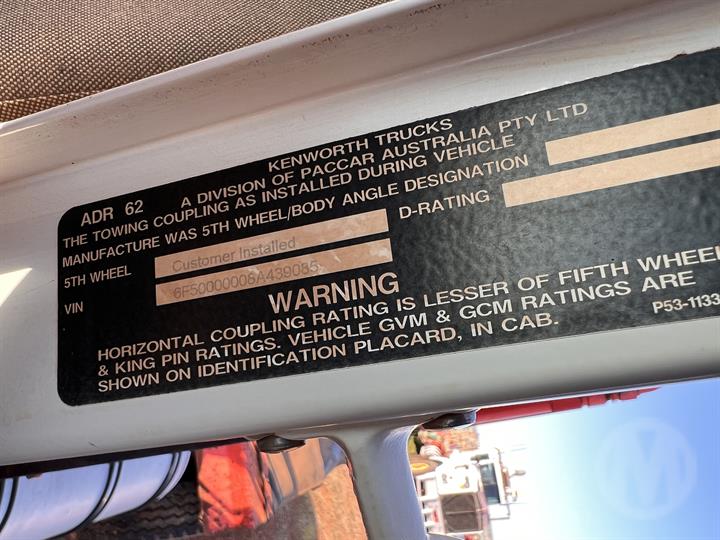 KENWORTH TRUCKS
ADR 62 A DIVISION OF PACCAR AUSTRALIA PTY LTD
THE TOWING COUPLING AS INSTALLED DURING VEHICLE
MANUFACTURE WAS 5TH WHEEL/BODY ANGLE DESIGNATION
5TH WHEEL Customer Installed D-RATING
VIN 6F50000008A439085
WARNING
HORIZONTAL COUPLING RATING IS LESSER OF FIFTH WHEEL
& KING PIN RATINGS. VEHICLE GVM & GCM RATINGS ARE
SHOWN ON IDENTIFICATION PLACARD, IN CAB.
P53-1133
M